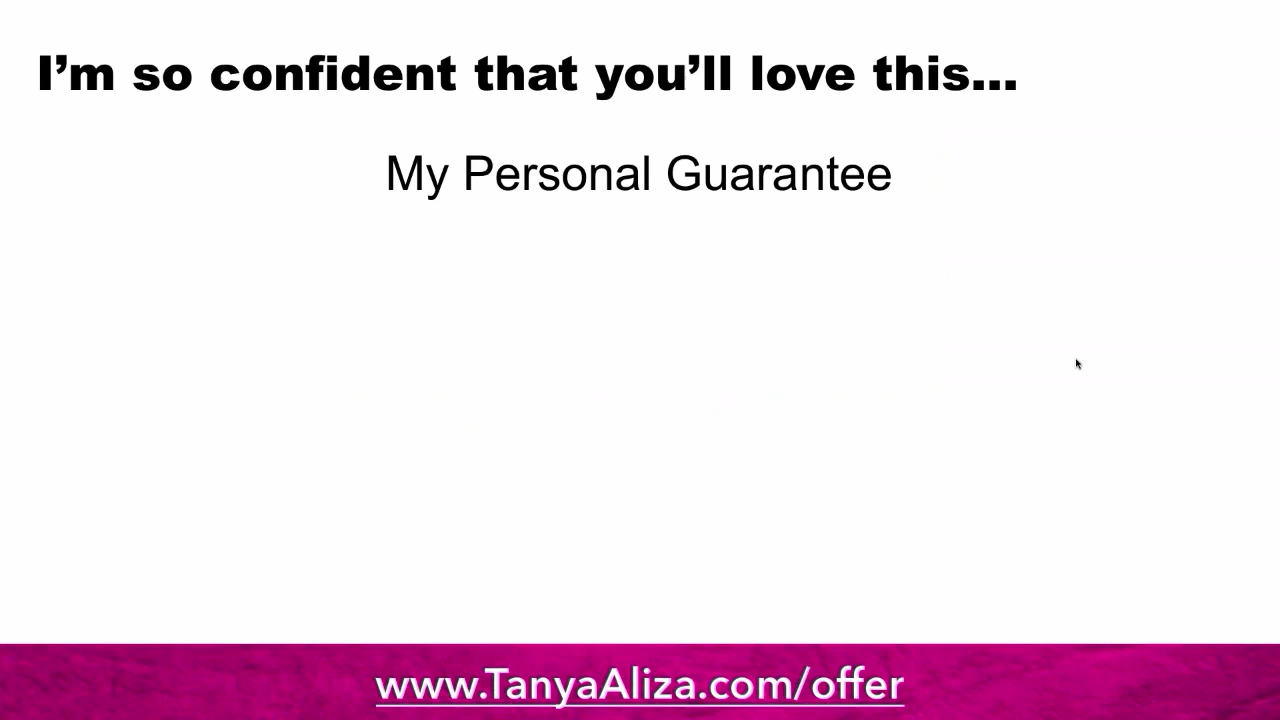 I’m so confident that you’ll love this...
My Personal Guarantee
www.TanyaAliza.com/offer